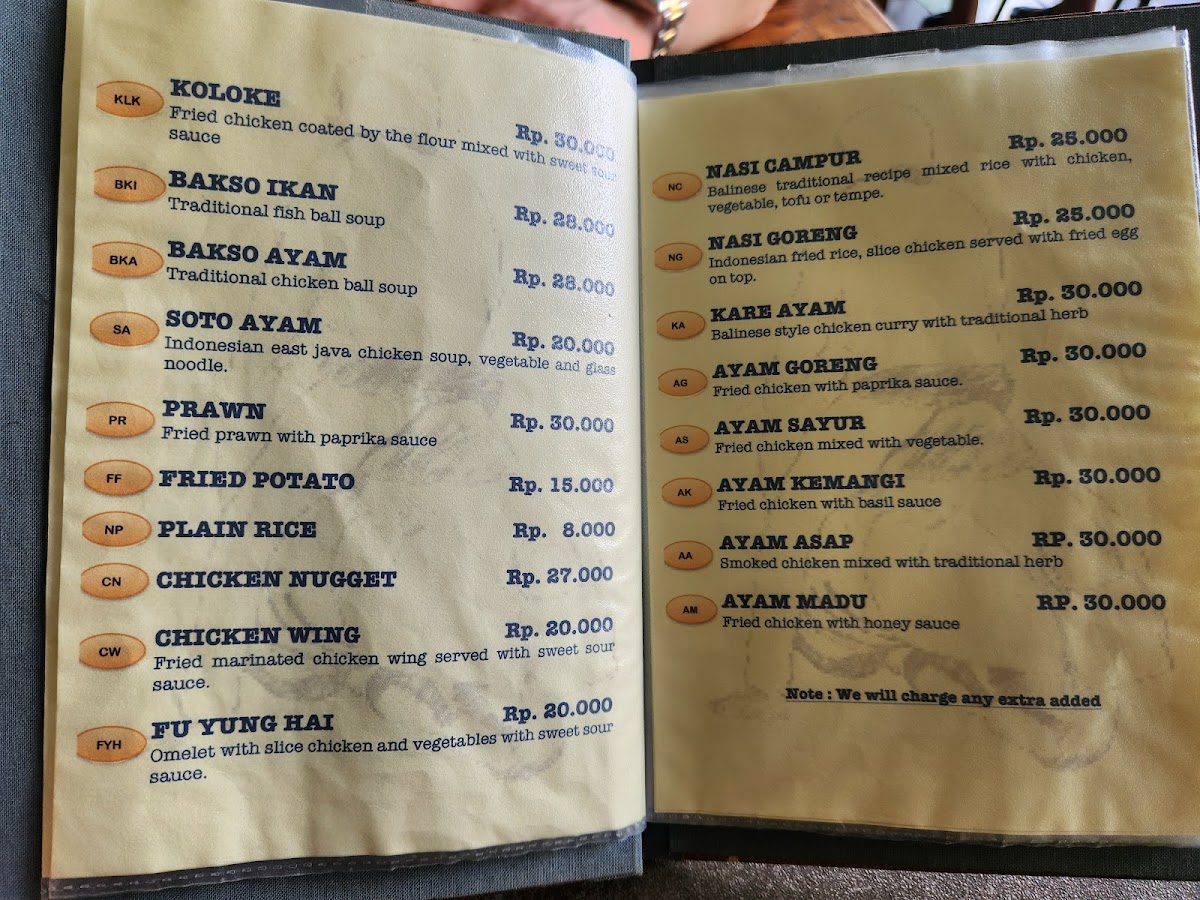 KLK KOLOKE
Rp. 30.000
Fried chicken coated by the flour mixed with sweet sour
sauce
BKI BAKSO IKAN
Rp. 28.000
Traditional fish ball soup
BKA BAKSO AYAM
Rp. 28.000
Traditional chicken ball soup
SA SOTO AYAM
Rp. 20.000
Indonesian east java chicken soup, vegetable and glass
noodle.
PR PRAWN
Rp. 30.000
Fried prawn with paprika sauce
FF FRIED POTATO Rp. 15.000
NP PLAIN RICE Rp. 8.000
CN CHICKEN NUGGET Rp. 27.000
CW CHICKEN WING Rp. 20.000
Fried marinated chicken wing served with sweet sour
sauce.
FYH FU YUNG HAI Rp. 20.000
Omelet with slice chicken and vegetables with sweet sour
sauce.
NC NASI CAMPUR Rp. 25.000
Balinese traditional recipe mixed rice with chicken,
vegetable, tofu or tempe.
NG NASI GORENG Rp. 25.000
Indonesian fried rice, slice chicken served with fried egg
on top.
KA KARE AYAM Rp. 30.000
Balinese style chicken curry with traditional herb
AG AYAM GORENG Rp. 30.000
Fried chicken with paprika sauce.
AS AYAM SAYUR Rp. 30.000
Fried chicken mixed with vegetable.
AK AYAM KEMANGI Rp. 30.000
Fried chicken with basil sauce
AA AYAM ASAP RP. 30.000
Smoked chicken mixed with traditional herb
AM AYAM MADU RP. 30.000
Fried chicken with honey sauce
Note : We will charge any extra added